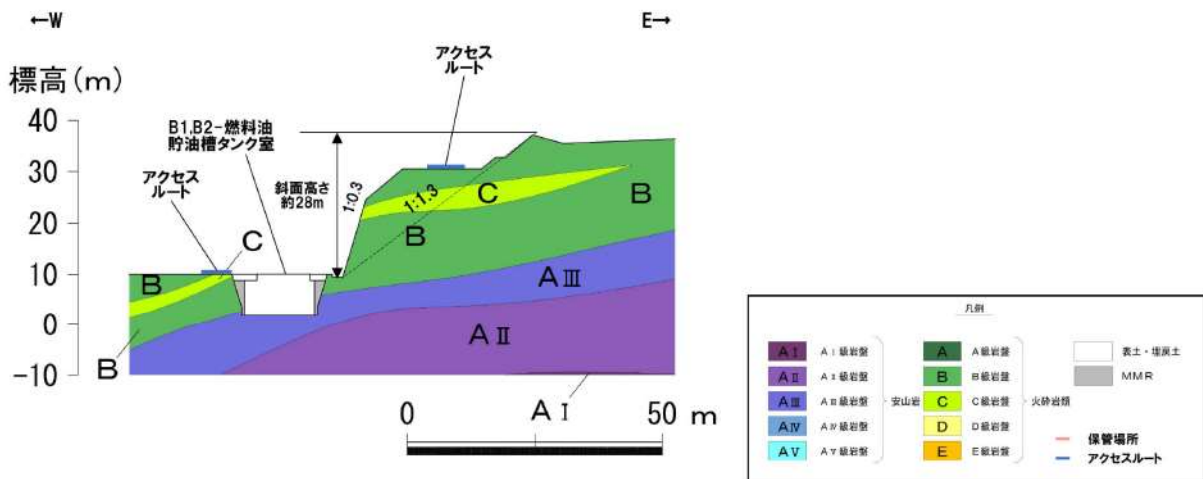 ←W
E→
標高(m)
アクセス
ルート
40
30
20
10
0
-10
B1,B2-燃料油
貯油槽タンク室
アクセス
ルート
斜面高さ
約28m
1:0.3
1:1.3
C
B
B
C
B
B
AⅢ
AⅡ
AⅠ
0
50 m
凡例
AⅠ AⅠ級岩盤
AⅡ
AⅢ AⅢ級岩盤
AⅣ AⅣ級岩盤
AⅤ AⅤ級岩盤
安山岩
A A級岩盤
B B級岩盤
C C級岩盤
D D級岩盤
E E級岩盤
火砕岩類
表土・埋戻土
MMR
保管場所
アクセスルート